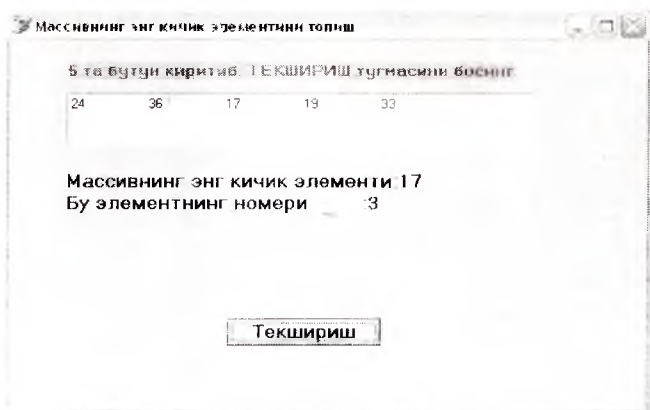 Массивнинг энг кичик элементини топиш
5 та бутун киритиб. ТЕКШИРИШ тугмасини босинг
24 36 17 19 33
Массивнинг энг кичик элементи:17
Бу элементнинг номери :3
Текшириш